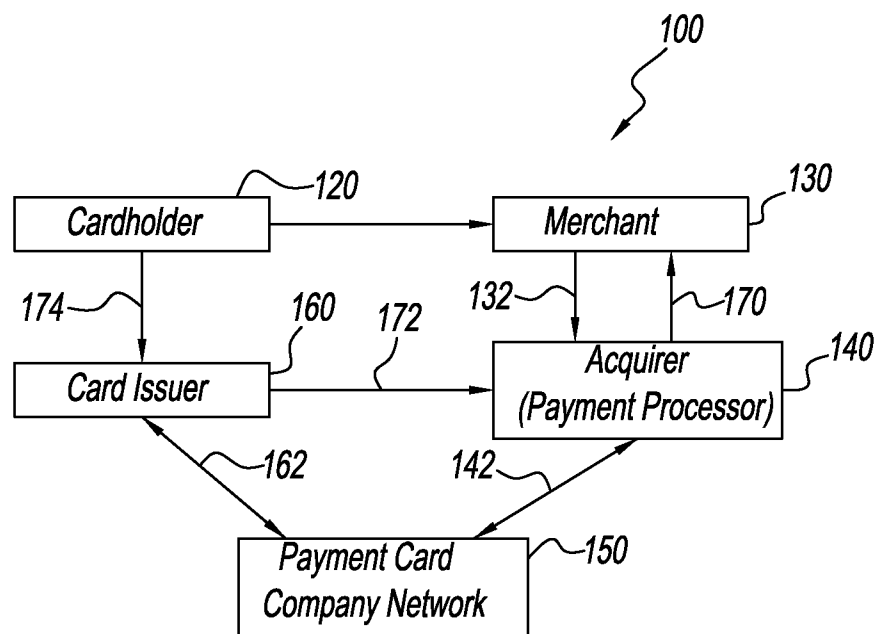 100
120
130
Cardholder
Merchant
174
132
170
160
172
140
Card Issuer
Acquirer
(Payment Processor)
162
142
150
Payment Card
Company Network